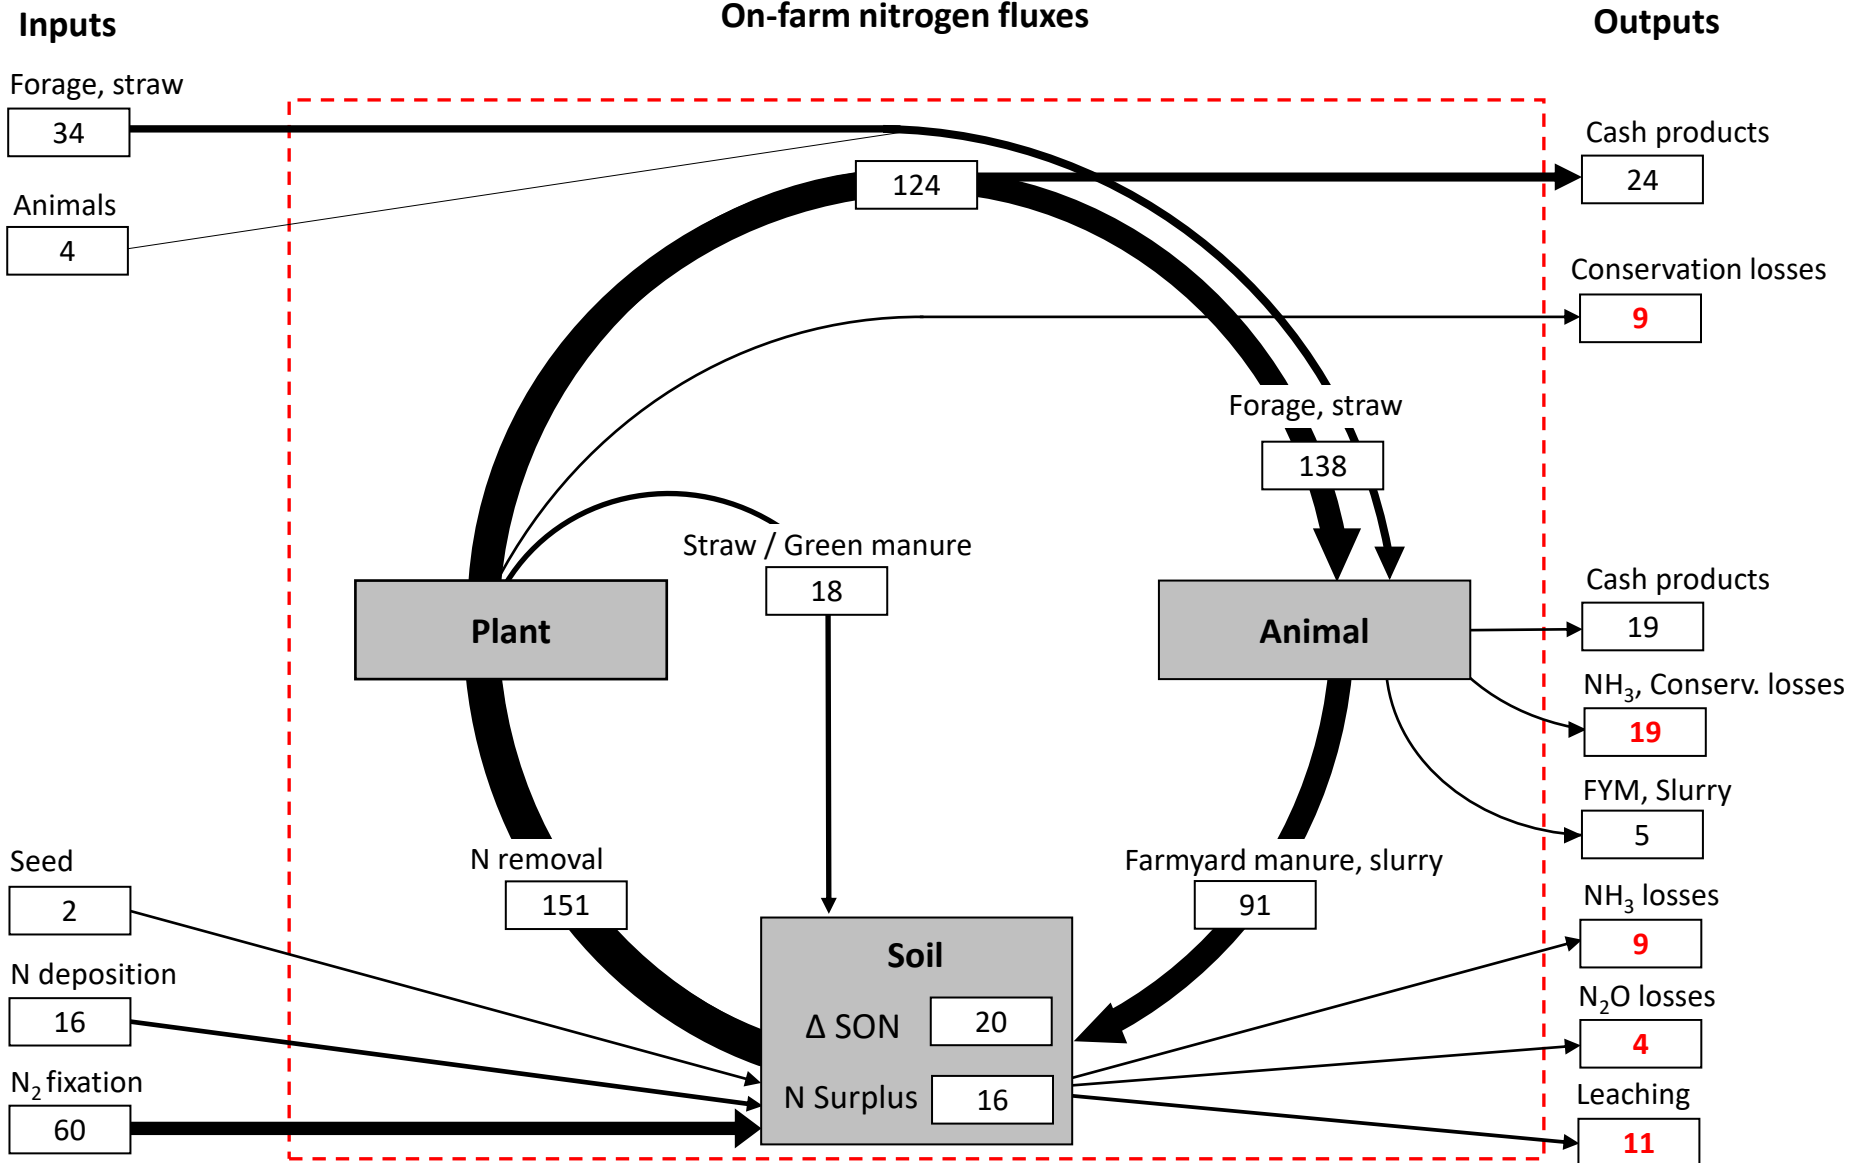 On-farm nitrogen fluxes
Inputs
Outputs
Forage, straw
34
Animals
4
124
Cash products
24
Conservation losses
9
Forage, straw
138
Straw / Green manure
18
Plant
Animal
Cash products
19
NH₃, Conserv. losses
19
FYM, Slurry
5
N removal
151
Farmyard manure, slurry
91
Seed
2
N deposition
16
N₂ fixation
60
Soil
Δ SON
20
N Surplus
16
NH₃ losses
9
N₂O losses
4
Leaching
11